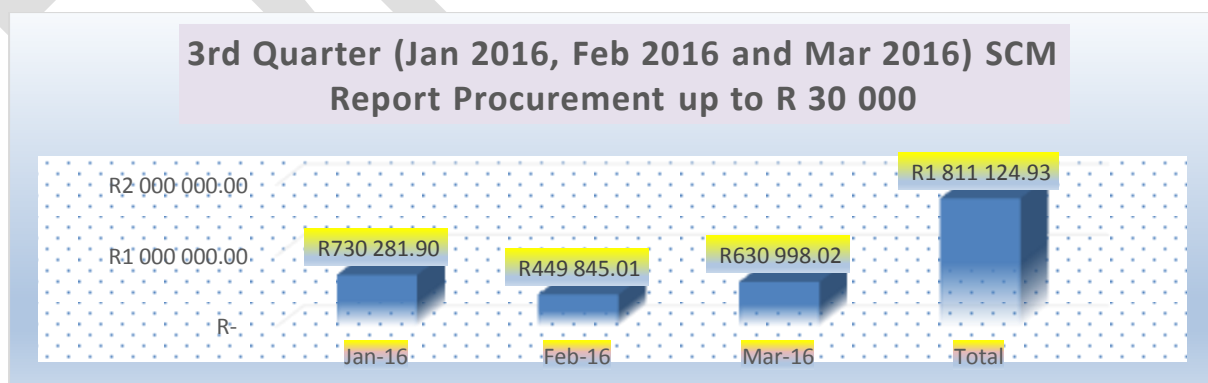 3rd Quarter (Jan 2016, Feb 2016 and Mar 2016) SCM
Report Procurement up to R 30 000
R2 000 000.00
R1 000 000.00
R-
R730 281.90
R449 845.01
R630 998.02
R1 811 124.93
Jan-16
Feb-16
Mar-16
Total